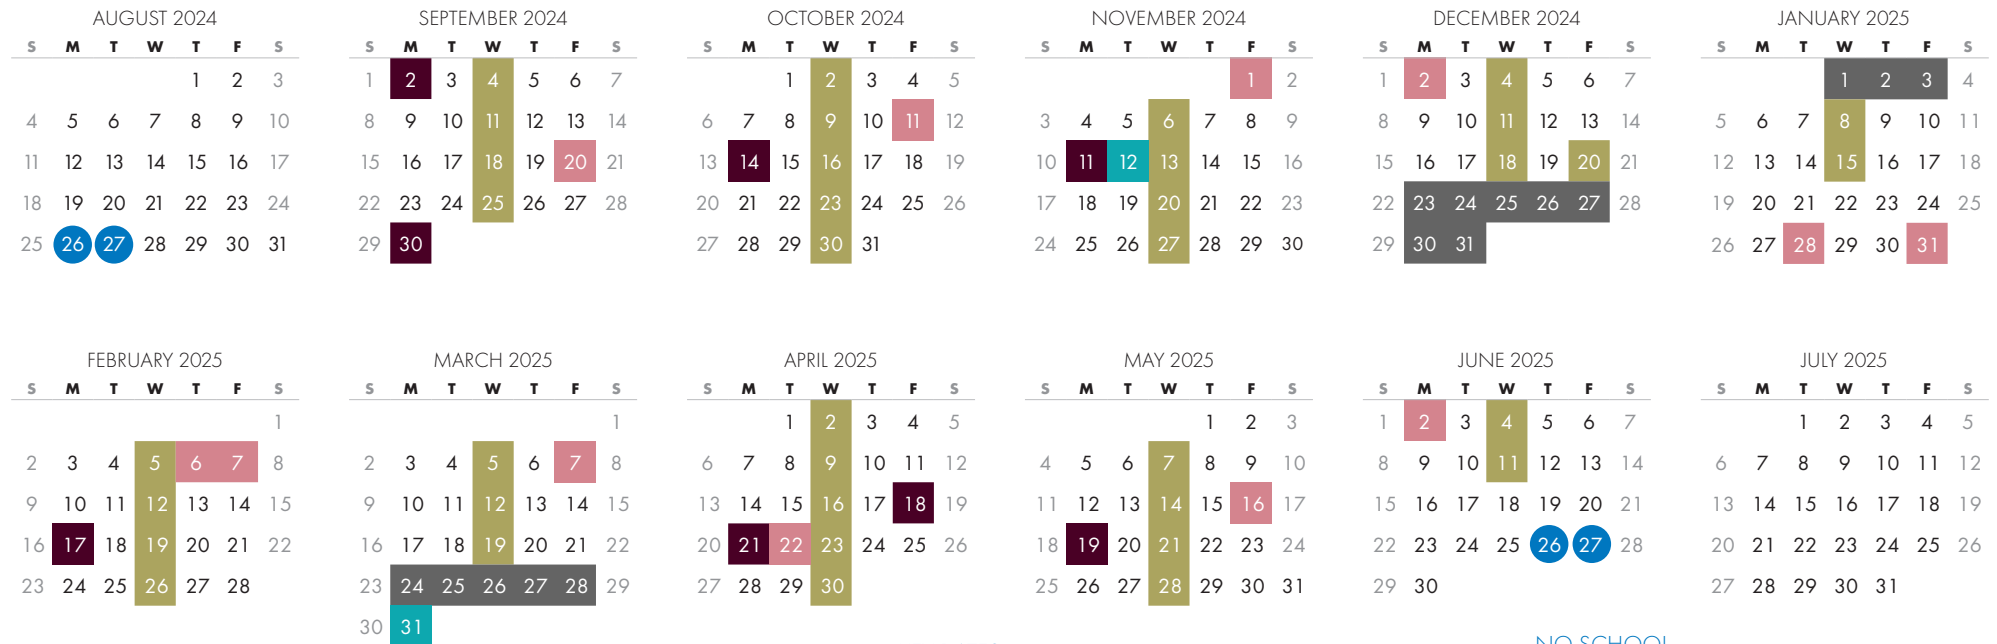 AUGUST 2024
S M T W T F S
1 2 3
4 5 6 7 8 9 10
11 12 13 14 15 16 17
18 19 20 21 22 23 24
25 26 27 28 29 30 31
SEPTEMBER 2024
S M T W T F S
1 2 3 4 5 6 7
8 9 10 11 12 13 14
15 16 17 18 19 20 21
22 23 24 25 26 27 28
29 30
OCTOBER 2024
S M T W T F S
1 2 3 4 5
6 7 8 9 10 11 12
13 14 15 16 17 18 19
20 21 22 23 24 25 26
27 28 29 30 31
NOVEMBER 2024
S M T W T F S
1 2
3 4 5 6 7 8 9
10 11 12 13 14 15 16
17 18 19 20 21 22 23
24 25 26 27 28 29 30
DECEMBER 2024
S M T W T F S
1 2 3 4 5 6 7
8 9 10 11 12 13 14
15 16 17 18 19 20 21
22 23 24 25 26 27 28
29 30 31
JANUARY 2025
S M T W T F S
1 2 3 4
5 6 7 8 9 10 11
12 13 14 15 16 17 18
19 20 21 22 23 24 25
26 27 28 29 30 31
FEBRUARY 2025
S M T W T F S
1
2 3 4 5 6 7 8
9 10 11 12 13 14 15
16 17 18 19 20 21 22
23 24 25 26 27 28
MARCH 2025
S M T W T F S
1
2 3 4 5 6 7 8
9 10 11 12 13 14 15
16 17 18 19 20 21 22
23 24 25 26 27 28 29
30 31
APRIL 2025
S M T W T F S
1 2 3 4 5
6 7 8 9 10 11 12
13 14 15 16 17 18 19
20 21 22 23 24 25 26
27 28 29 30
MAY 2025
S M T W T F S
1 2 3
4 5 6 7 8 9 10
11 12 13 14 15 16 17
18 19 20 21 22 23 24
25 26 27 28 29 30 31
JUNE 2025
S M T W T F S
1 2 3 4 5 6 7
8 9 10 11 12 13 14
15 16 17 18 19 20 21
22 23 24 25 26 27 28
29 30
JULY 2025
S M T W T F S
1 2 3 4 5
6 7 8 9 10 11 12
13 14 15 16 17 18 19
20 21 22 23 24 25 26
27 28 29 30 31
NO SCHOOL